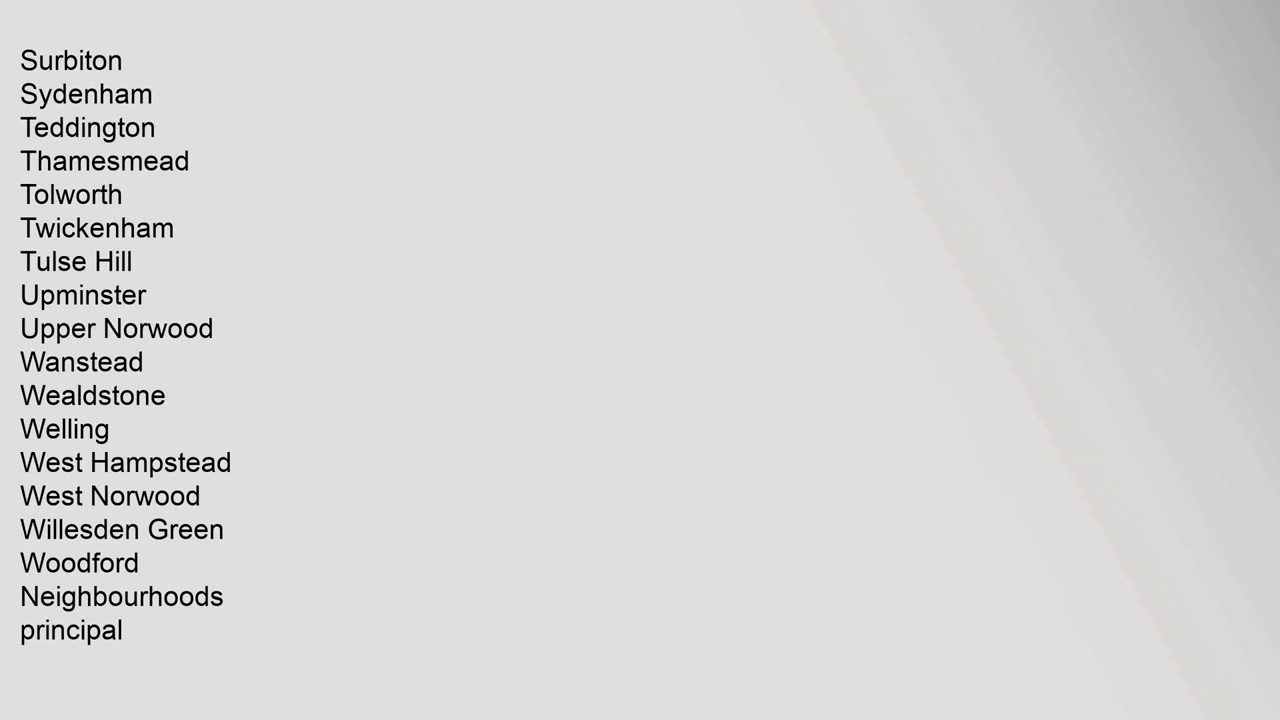 Surbiton
Sydenham
Teddington
Thamesmead
Tolworth
Twickenham
Tulse Hill
Upminster
Upper Norwood
Wanstead
Wealdstone
Welling
West Hampstead
West Norwood
Willesden Green
Woodford
Neighbourhoods
principal